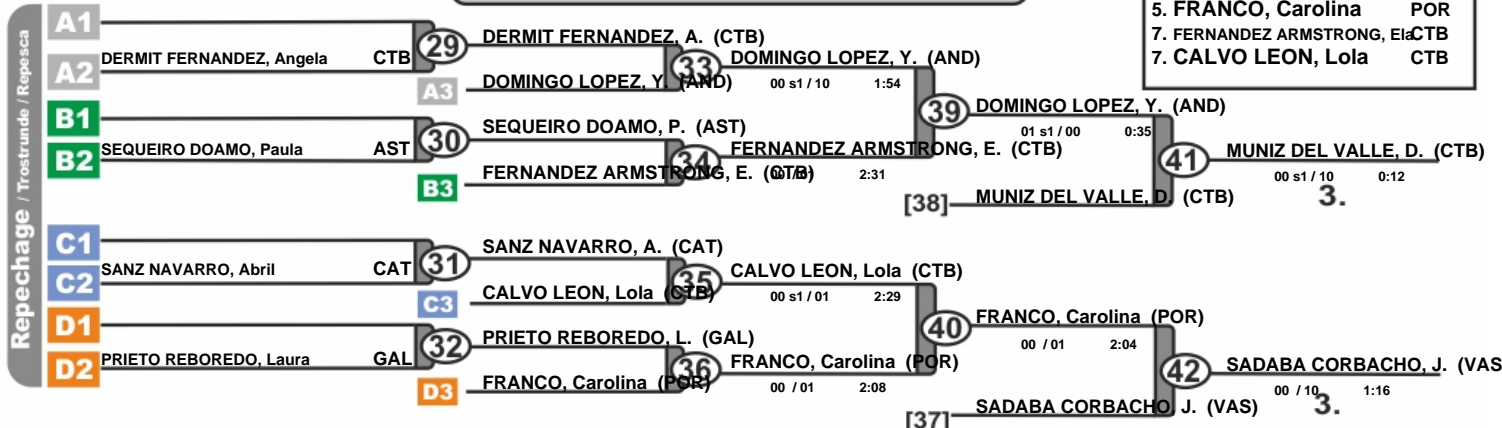 5. FRANCO, Carolina POR
7. FERNANDEZ ARMSTRONG, Ela CTB
7. CALVO LEON, Lola CTB
Repechage / Trostrunde / Repesca
A1
A2 DERMIT FERNANDEZ, Angela CTB
29
DERMIT FERNANDEZ, A. (CTB)
A3 DOMINGO LOPEZ, Y. (AND)
33
DOMINGO LOPEZ, Y. (AND)
00 s1 / 10 1:54
B1
B2 SEQUEIRO DOAMO, Paula AST
30
SEQUEIRO DOAMO, P. (AST)
B3 FERNANDEZ ARMSTRONG, E. (CTB)
34
FERNANDEZ ARMSTRONG, E. (CTB)
2:31
39
DOMINGO LOPEZ, Y. (AND)
01 s1 / 00 0:35
[38] MUNIZ DEL VALLE, D. (CTB)
41
MUNIZ DEL VALLE, D. (CTB)
00 s1 / 10 0:12
3.
C1
C2 SANZ NAVARRO, Abril CAT
31
SANZ NAVARRO, A. (CAT)
C3 CALVO LEON, Lola (CTB)
35
CALVO LEON, Lola (CTB)
00 s1 / 01 2:29
D1
D2 PRIETO REBOREDO, Laura GAL
32
PRIETO REBOREDO, L. (GAL)
D3 FRANCO, Carolina (POR)
36
FRANCO, Carolina (POR)
00 / 01 2:08
40
FRANCO, Carolina (POR)
00 / 01 2:04
[37] SADABA CORBACHO, J. (VAS)
42
SADABA CORBACHO, J. (VAS
00 / 10 1:16
3.